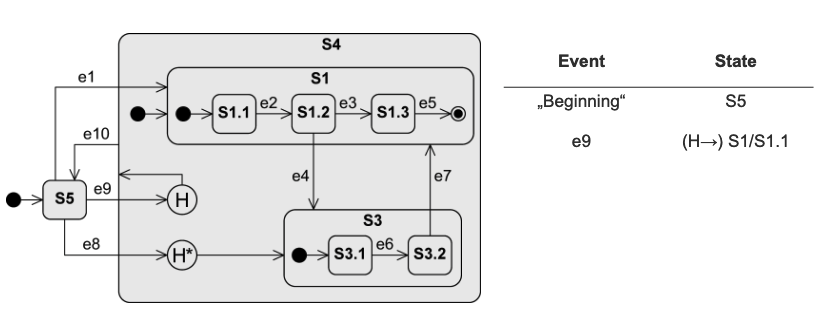 S4
S1
e1
S1.1
e2
S1.2
e3
S1.3
e5
e10
e4
e7
S5
e9
H
S3
e8
H*
S3.1
e6
S3.2
Event State
„Beginning“ S5
e9 (H→) S1/S1.1